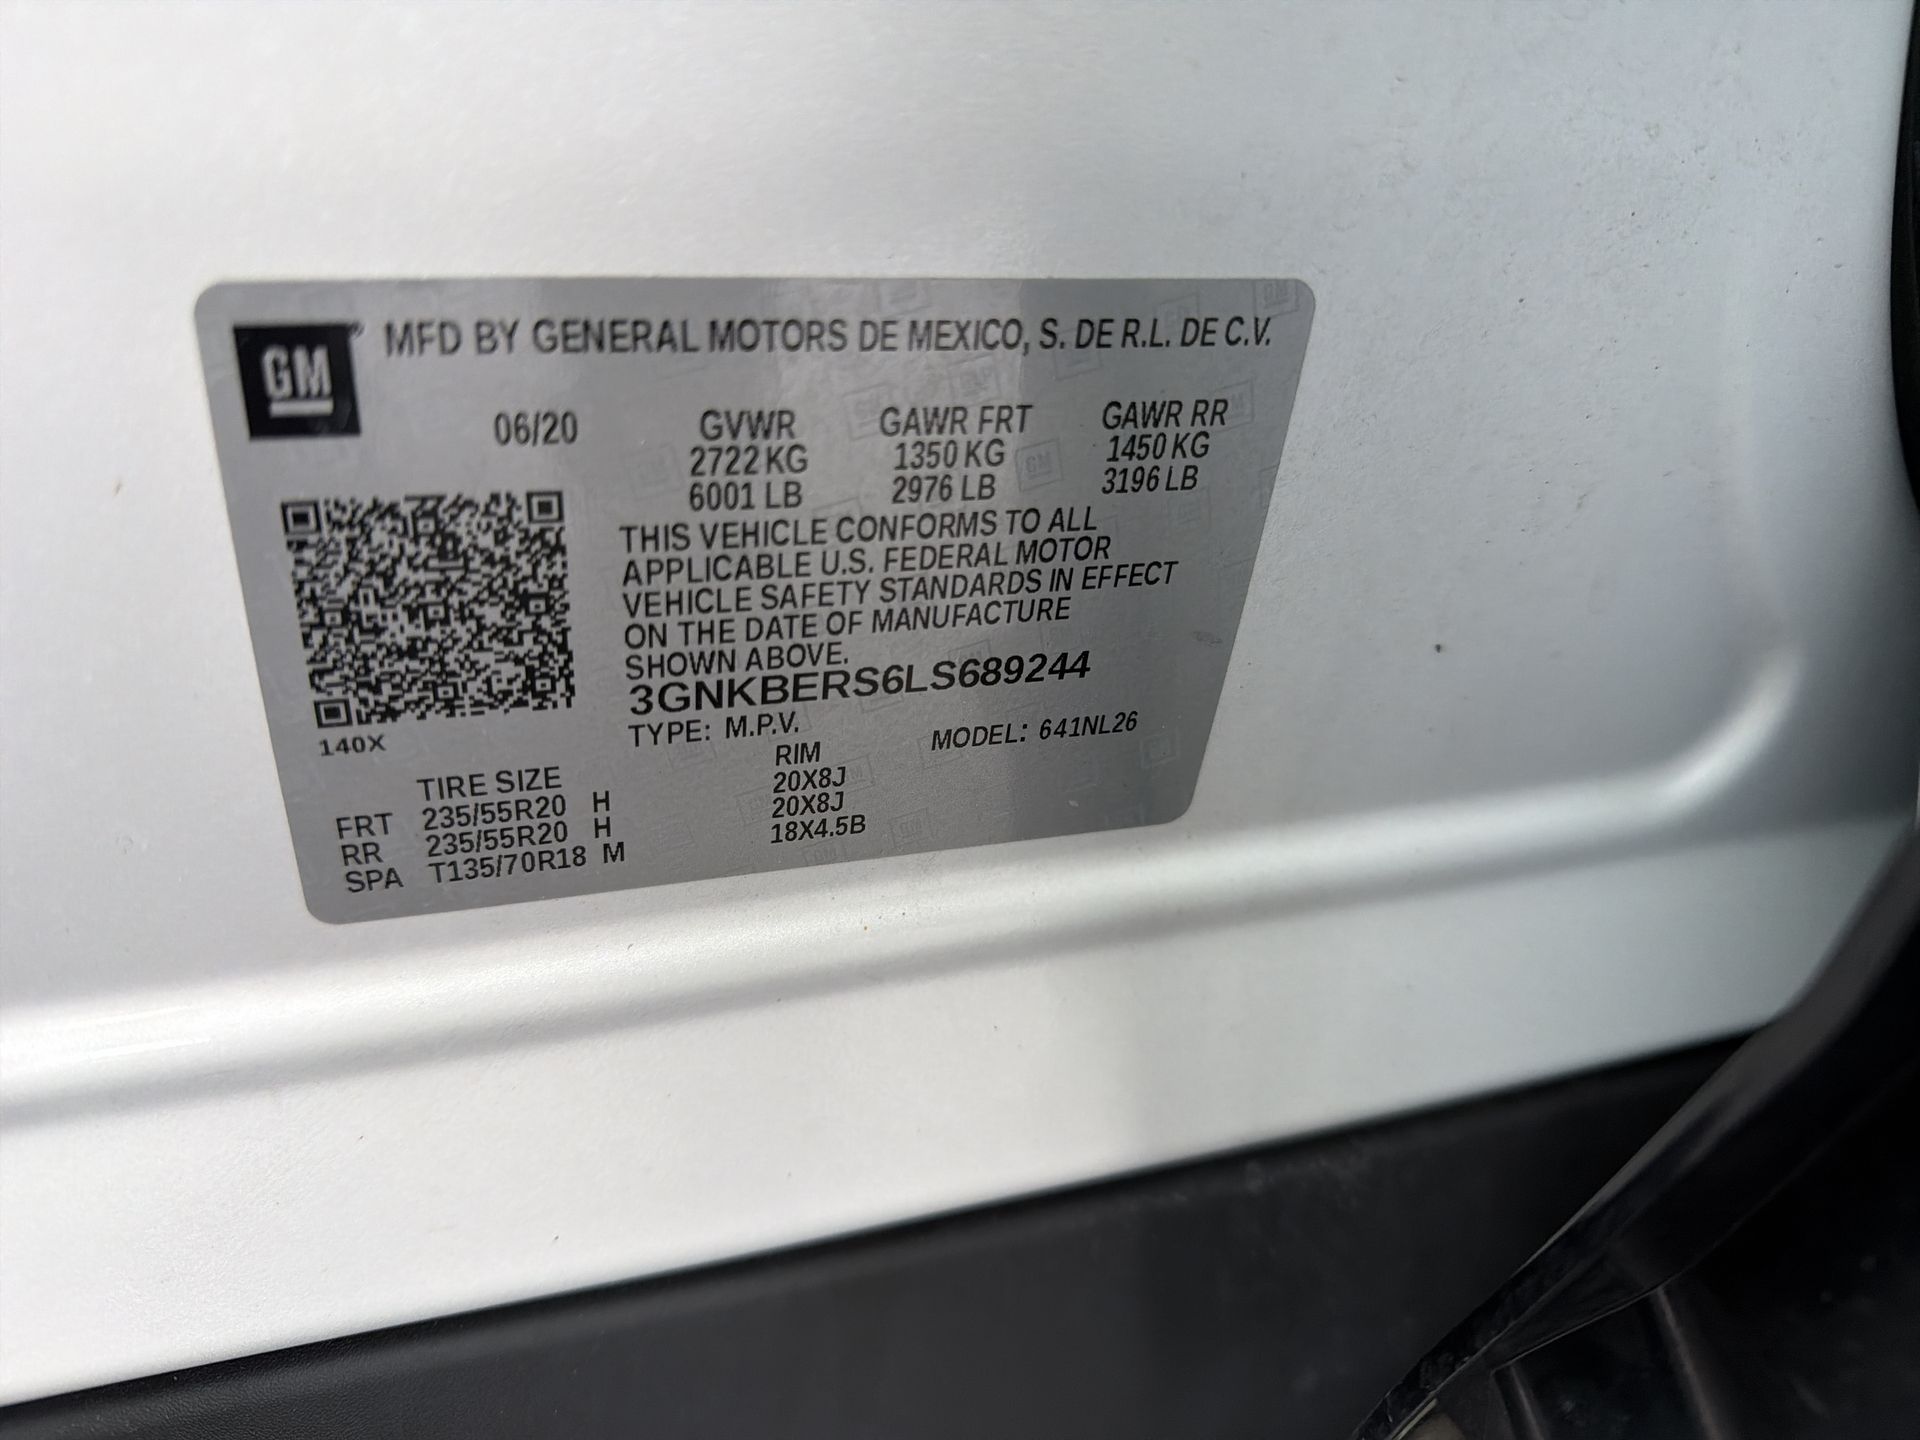 GM® MFD BY GENERAL MOTORS DE MEXICO, S. DE R.L. DE C.V.
06/20 GVWR GAWR FRT GAWR RR
2722 KG 1350 KG 1450 KG
6001 LB 2976 LB 3196 LB
THIS VEHICLE CONFORMS TO ALL
APPLICABLE U.S. FEDERAL MOTOR
VEHICLE SAFETY STANDARDS IN EFFECT
ON THE DATE OF MANUFACTURE
SHOWN ABOVE.
3GNKBERS6LS689244
TYPE: M.P.V. MODEL: 641NL26
140X
TIRE SIZE RIM
FRT 235/55R20 H 20X8J
RR 235/55R20 H 20X8J
SPA T135/70R18 M 18X4.5B